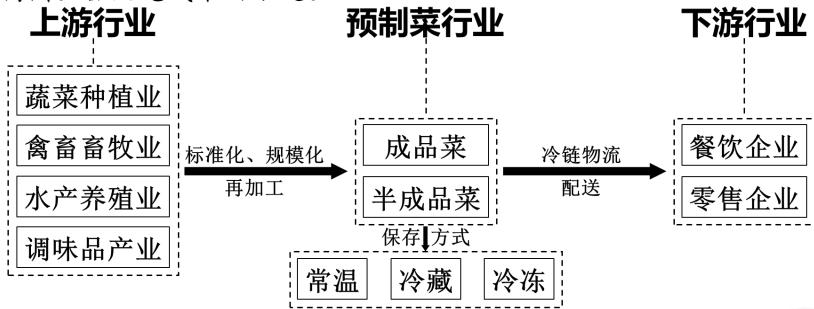 上游行业
预制菜行业
下游行业
蔬菜种植业
禽畜畜牧业
水产养殖业
调味品产业
标准化、规模化
再加工
成品菜
半成品菜
冷链物流
配送
餐饮企业
零售企业
保存方式
常温
冷藏
冷冻